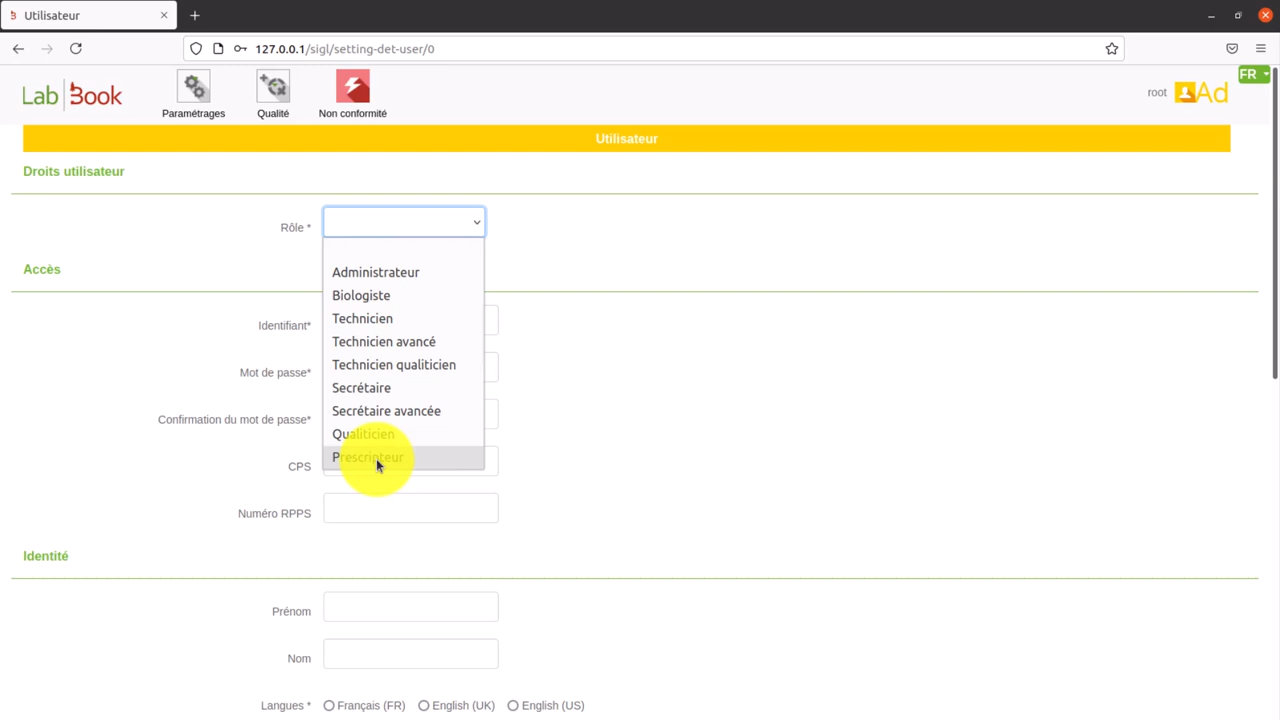 Utilisateur
127.0.0.1/sigl/setting-det-user/0
FR
Lab Book
Paramétrages
Qualité
Non conformité
root
Ad
Utilisateur
Droits utilisateur
Rôle *
Administrateur
Biologiste
Technicien
Technicien avancé
Technicien qualiticien
Secrétaire
Secrétaire avancée
Qualiticien
Prescripteur
Accès
Identifiant*
Mot de passe*
Confirmation du mot de passe*
CPS
Numéro RPPS
Identité
Prénom
Nom
Langues * Français (FR) English (UK) English (US)